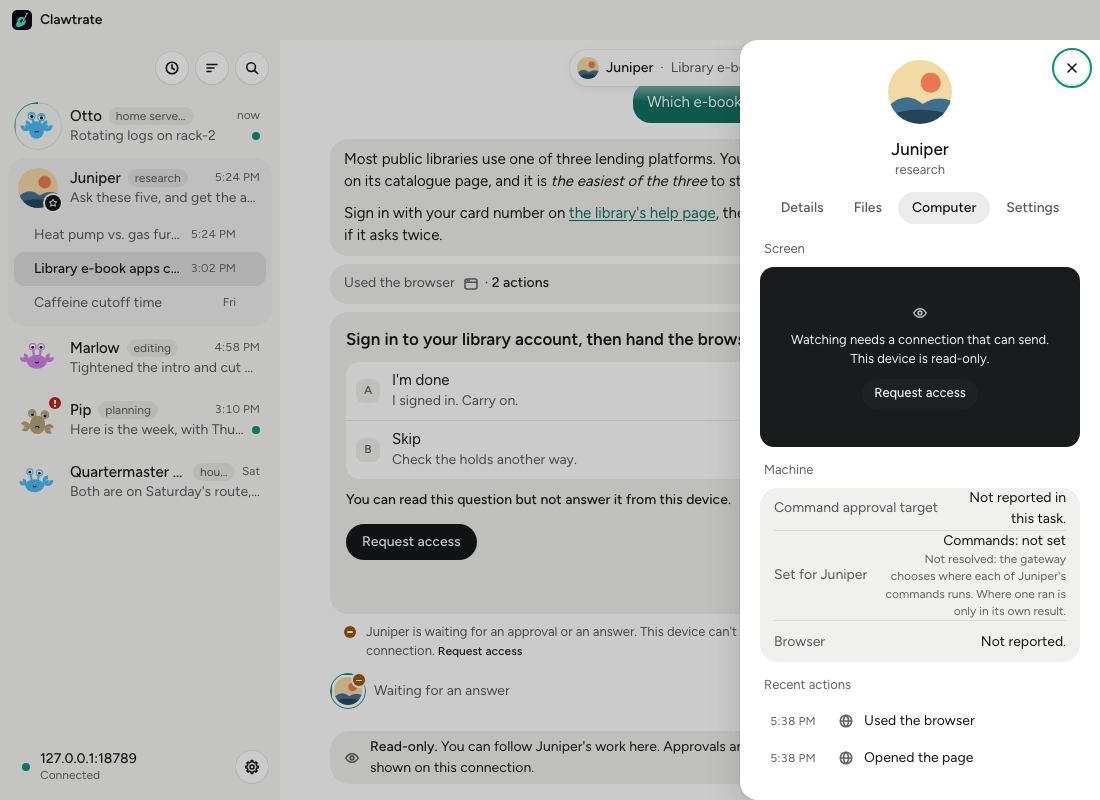 Clawtrate
Otto home serve... now
Rotating logs on rack-2
Juniper research 5:24 PM
Ask these five, and get the a...
Heat pump vs. gas fur... 5:24 PM
Library e-book apps c... 3:02 PM
Caffeine cutoff time Fri
Marlow editing 4:58 PM
Tightened the intro and cut ...
Pip planning 3:10 PM
Here is the week, with Thu...
Quartermaster ... hou... Sat
Both are on Saturday's route,...
127.0.0.1:18789
Connected
Juniper · Library e-b
Which e-book
Most public libraries use one of three lending platforms. You
on its catalogue page, and it is the easiest of the three to st
Sign in with your card number on the library's help page, the
if it asks twice.
Used the browser · 2 actions
Sign in to your library account, then hand the brows
A I'm done
I signed in. Carry on.
B Skip
Check the holds another way.
You can read this question but not answer it from this device.
Request access
Juniper is waiting for an approval or an answer. This device can't
connection. Request access
Waiting for an answer
Read-only. You can follow Juniper's work here. Approvals ar
shown on this connection.
Juniper
research
Details Files Computer Settings
Screen
Watching needs a connection that can send.
This device is read-only.
Request access
Machine
Command approval target Not reported in
this task.
Set for Juniper Commands: not set
Not resolved: the gateway
chooses where each of Juniper's
commands runs. Where one ran is
only in its own result.
Browser Not reported.
Recent actions
5:38 PM Used the browser
5:38 PM Opened the page